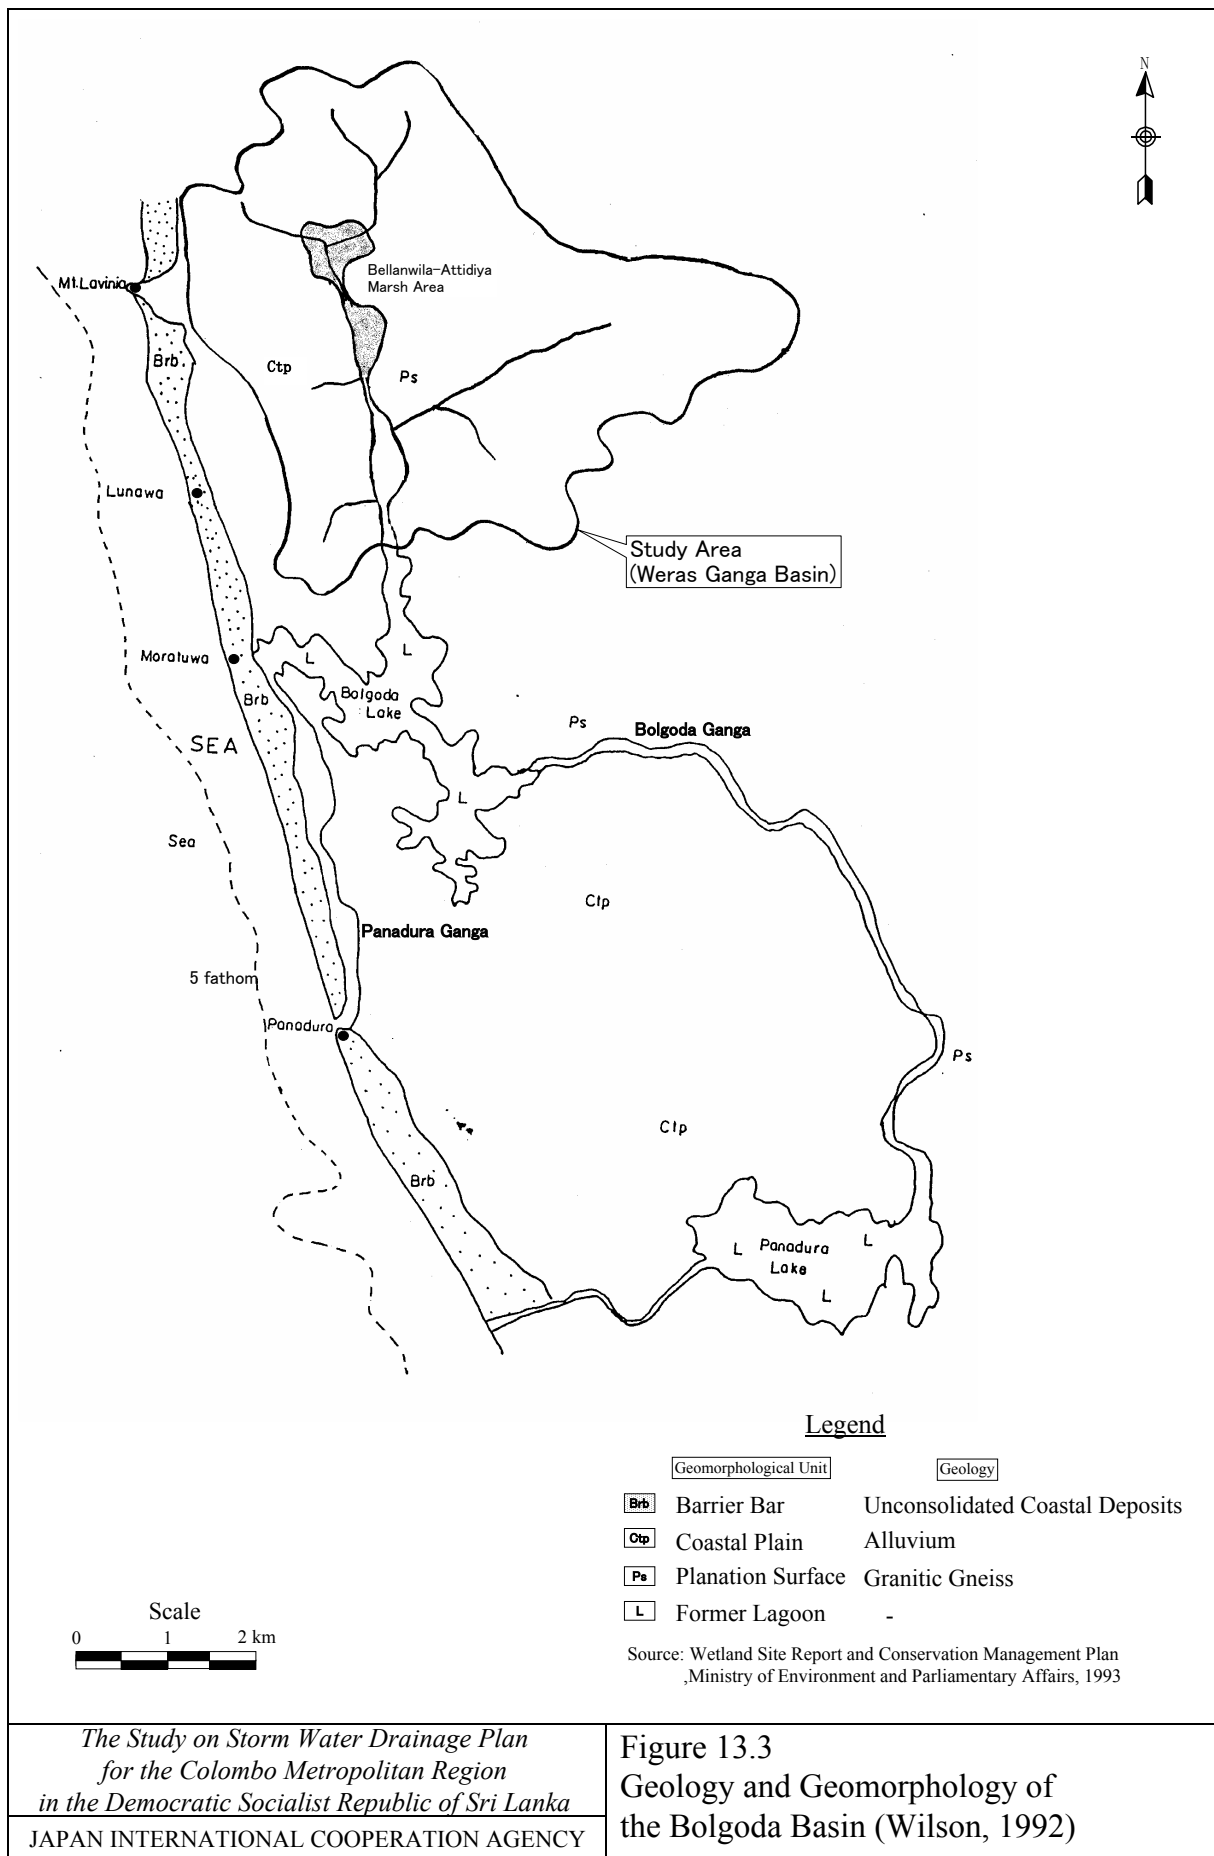 N
Bellanwila-Attidiya
Marsh Area
Mt.Lavinia
Brb
Ctp
Ps
Lunawa
Study Area
(Weras Ganga Basin)
Moratuwa
L
L
Bolgoda
Lake
Brb
Ps
Bolgoda Ganga
SEA
L
Sea
Ctp
Panadura Ganga
5 fathom
Panadura
Ps
Ctp
Brb
L
Panadura
Lake
L
L
Legend
Geomorphological Unit
Geology
Brb Barrier Bar Unconsolidated Coastal Deposits
Ctp Coastal Plain Alluvium
Ps Planation Surface Granitic Gneiss
L Former Lagoon -
Scale
0 1 2 km
Source: Wetland Site Report and Conservation Management Plan
,Ministry of Environment and Parliamentary Affairs, 1993
The Study on Storm Water Drainage Plan
for the Colombo Metropolitan Region
in the Democratic Socialist Republic of Sri Lanka
JAPAN INTERNATIONAL COOPERATION AGENCY
Figure 13.3
Geology and Geomorphology of
the Bolgoda Basin (Wilson, 1992)